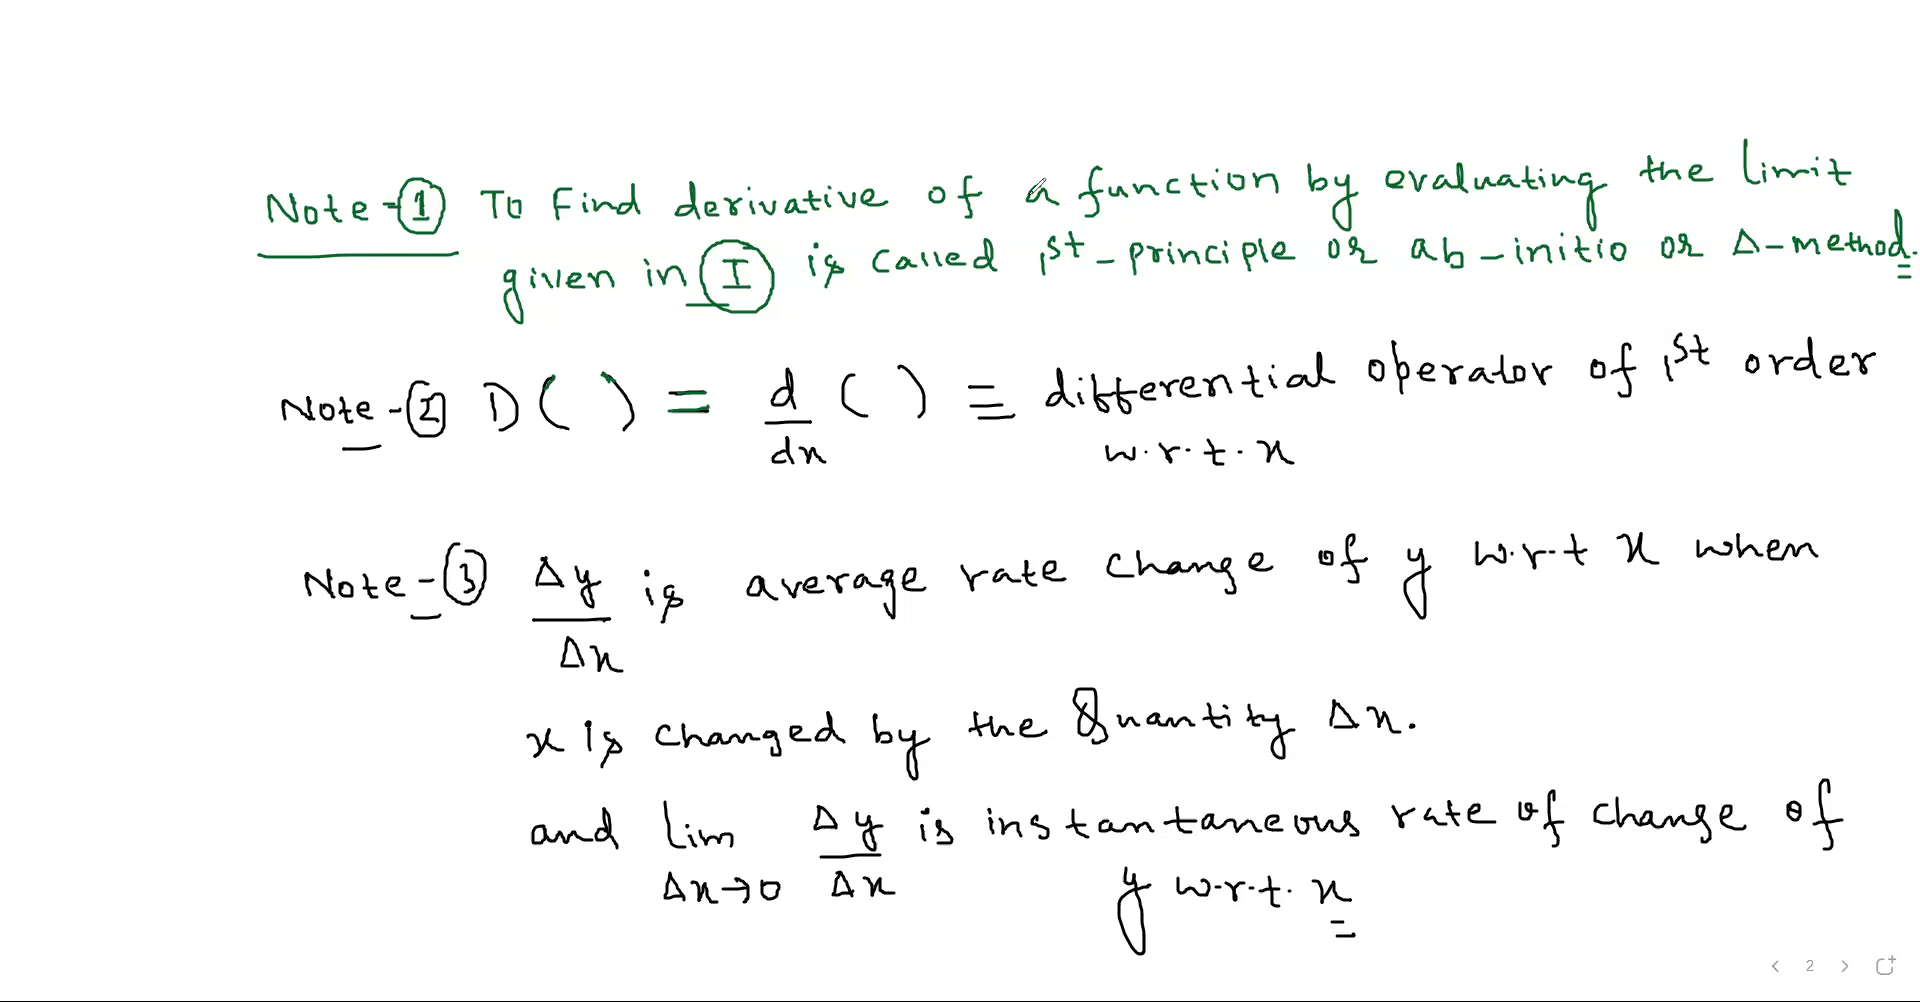 Note-① To Find derivative of a function by evaluating the limit
given in Ⓘ is called 1st-principle or ab-initio or Δ-method.
Note-② D( ) = d/dx ( ) ≡ differential operator of 1st order
w.r.t. x
Note-③ Δy/Δx is average rate change of y w.r.t x when
x is changed by the Quantity Δx.
and lim Δx→0 Δy/Δx is instantaneous rate of change of
y w.r.t. x
2